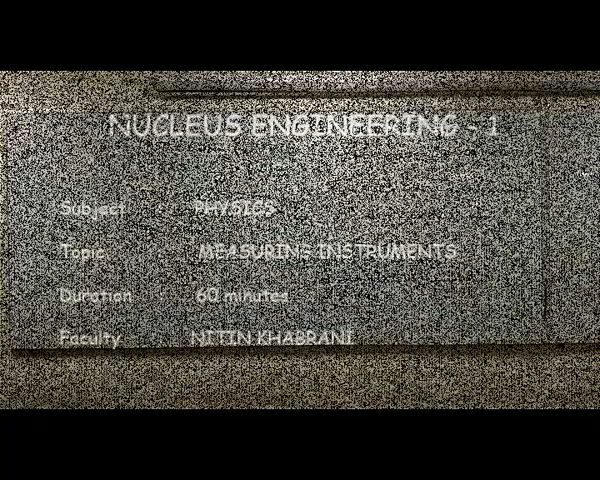 NUCLEUS ENGINEERING - 1
Subject PHYSICS
Topic MEASURING INSTRUMENTS
Duration 60 minutes
Faculty NITIN KHABRANI